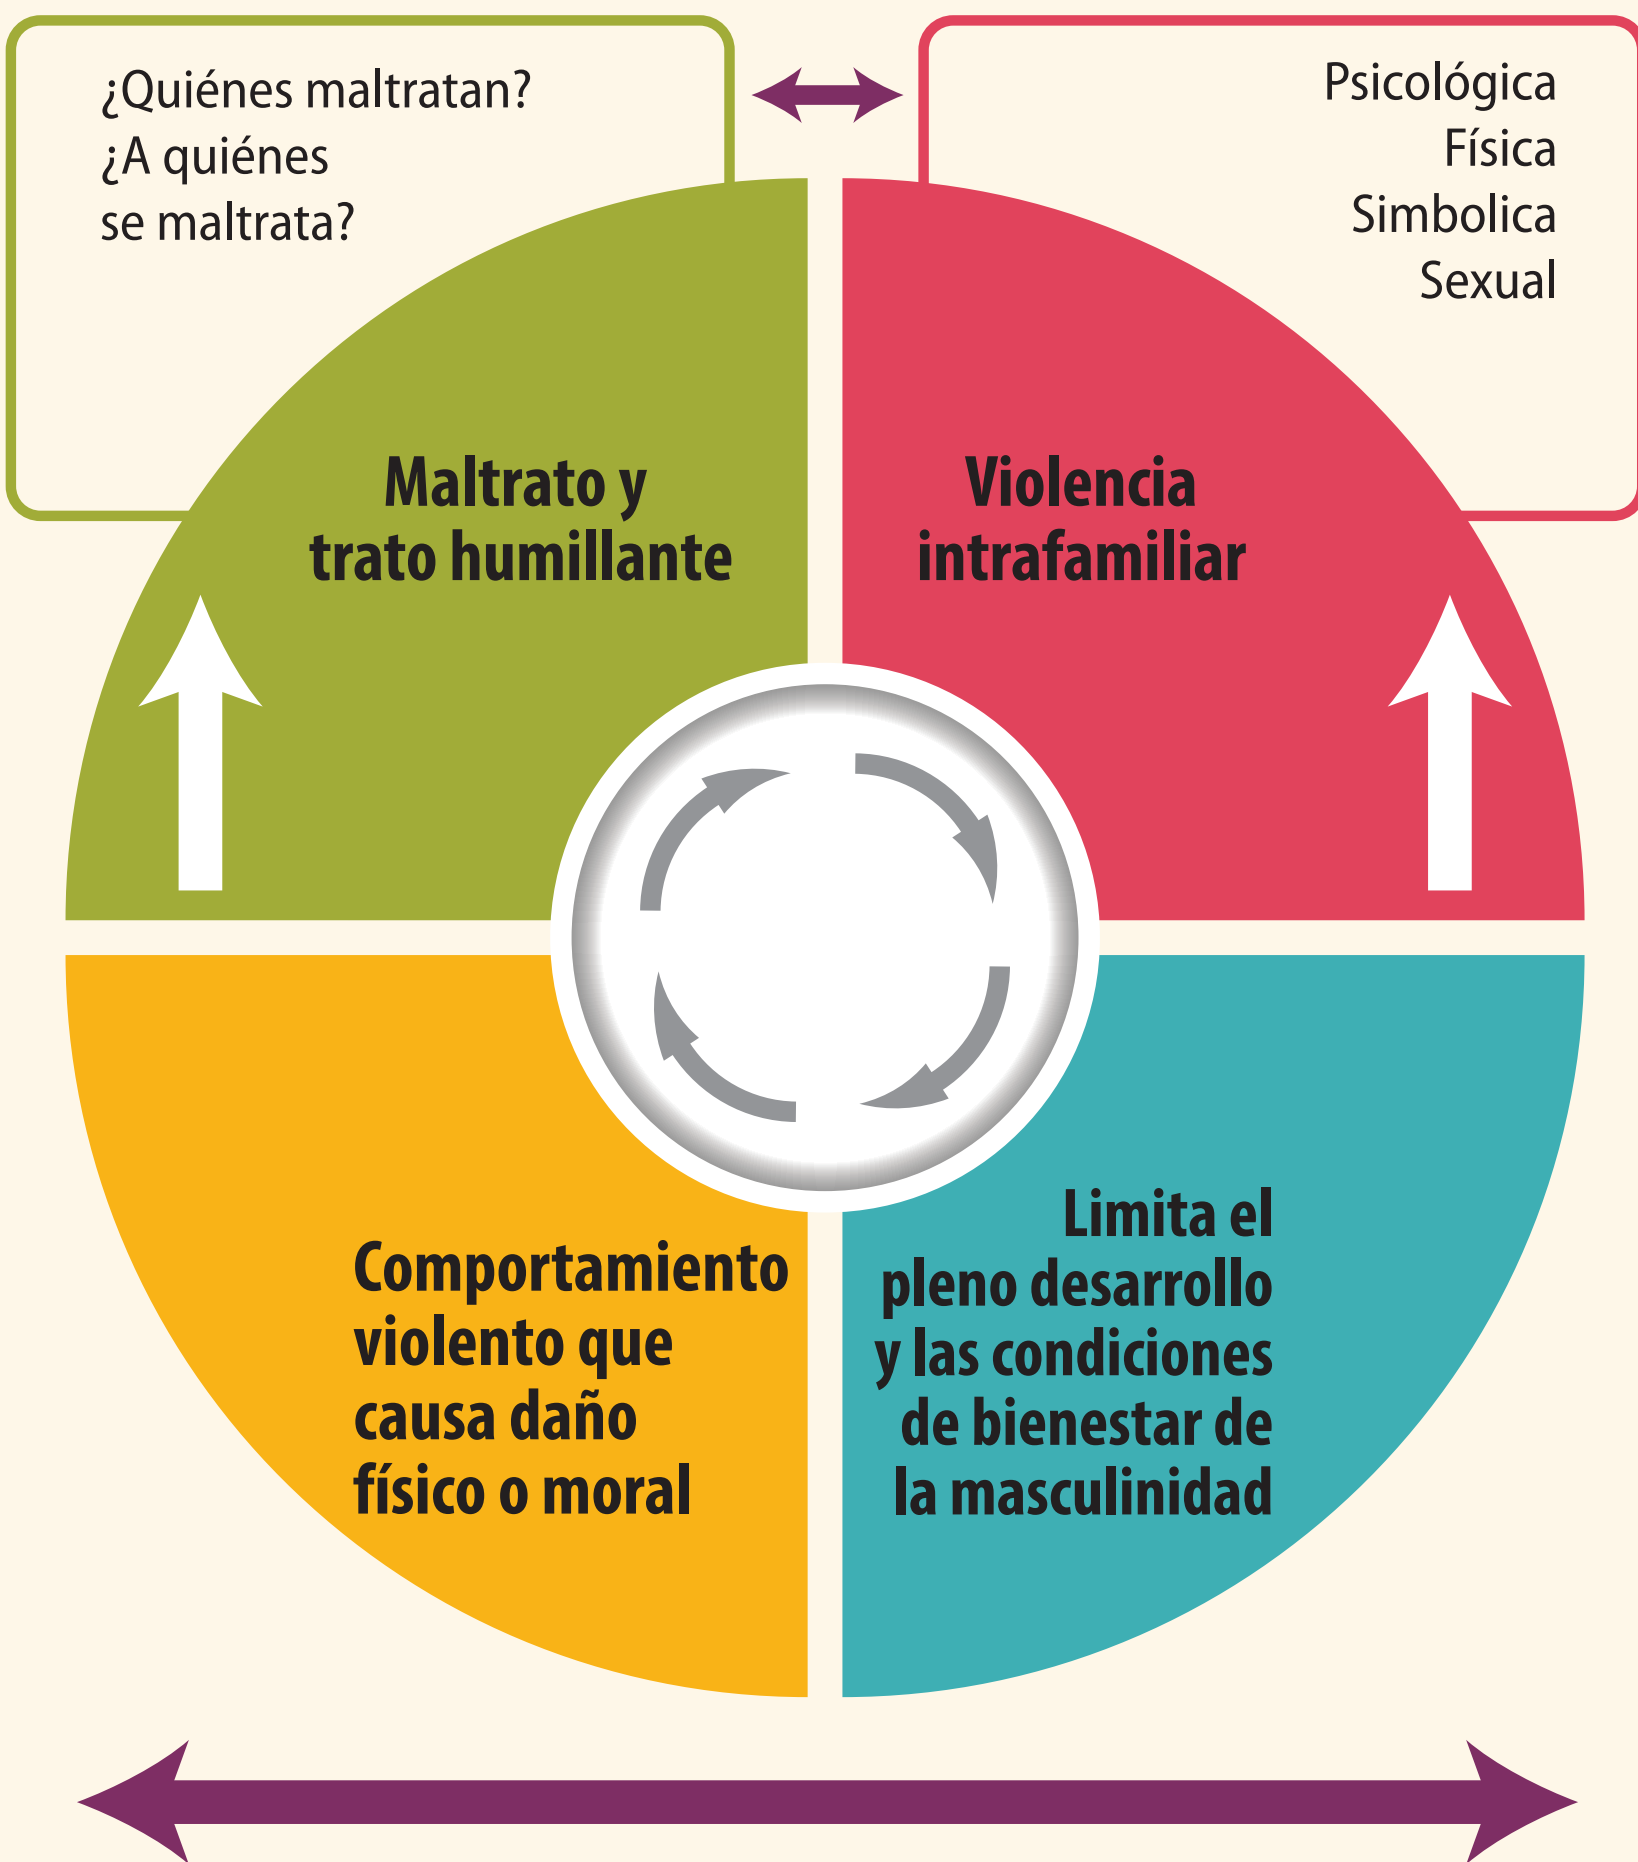 ¿Quiénes maltratan?
¿A quiénes
se maltrata?
Psicológica
Física
Simbolica
Sexual
Maltrato y
trato humillante
Violencia
intrafamiliar
Comportamiento
violento que
causa daño
físico o moral
Limita el
pleno desarrollo
y las condiciones
de bienestar de
la masculinidad